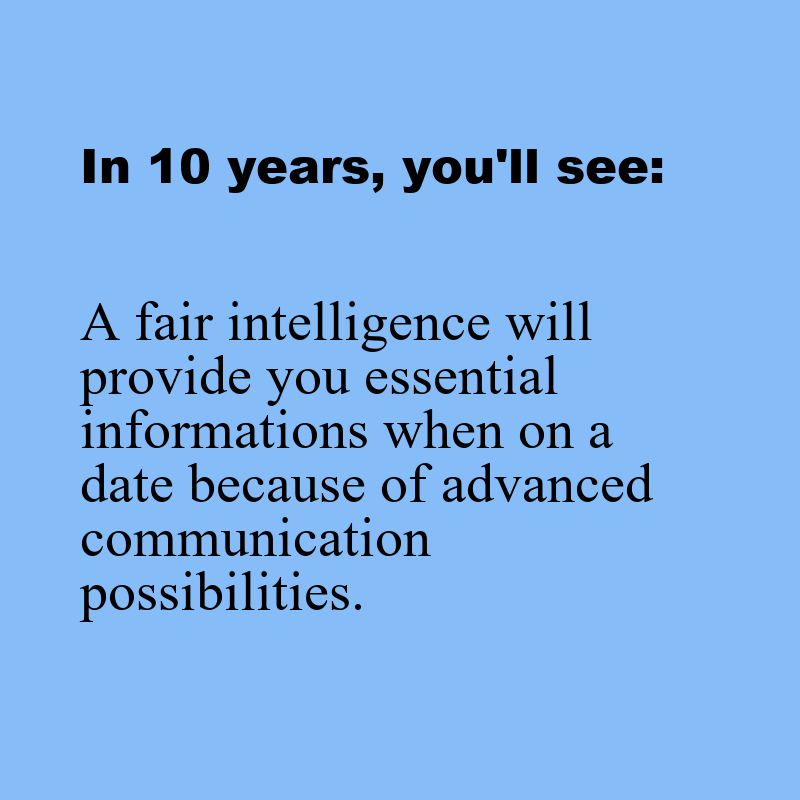 In 10 years, you'll see:
A fair intelligence will
provide you essential
informations when on a
date because of advanced
communication
possibilities.